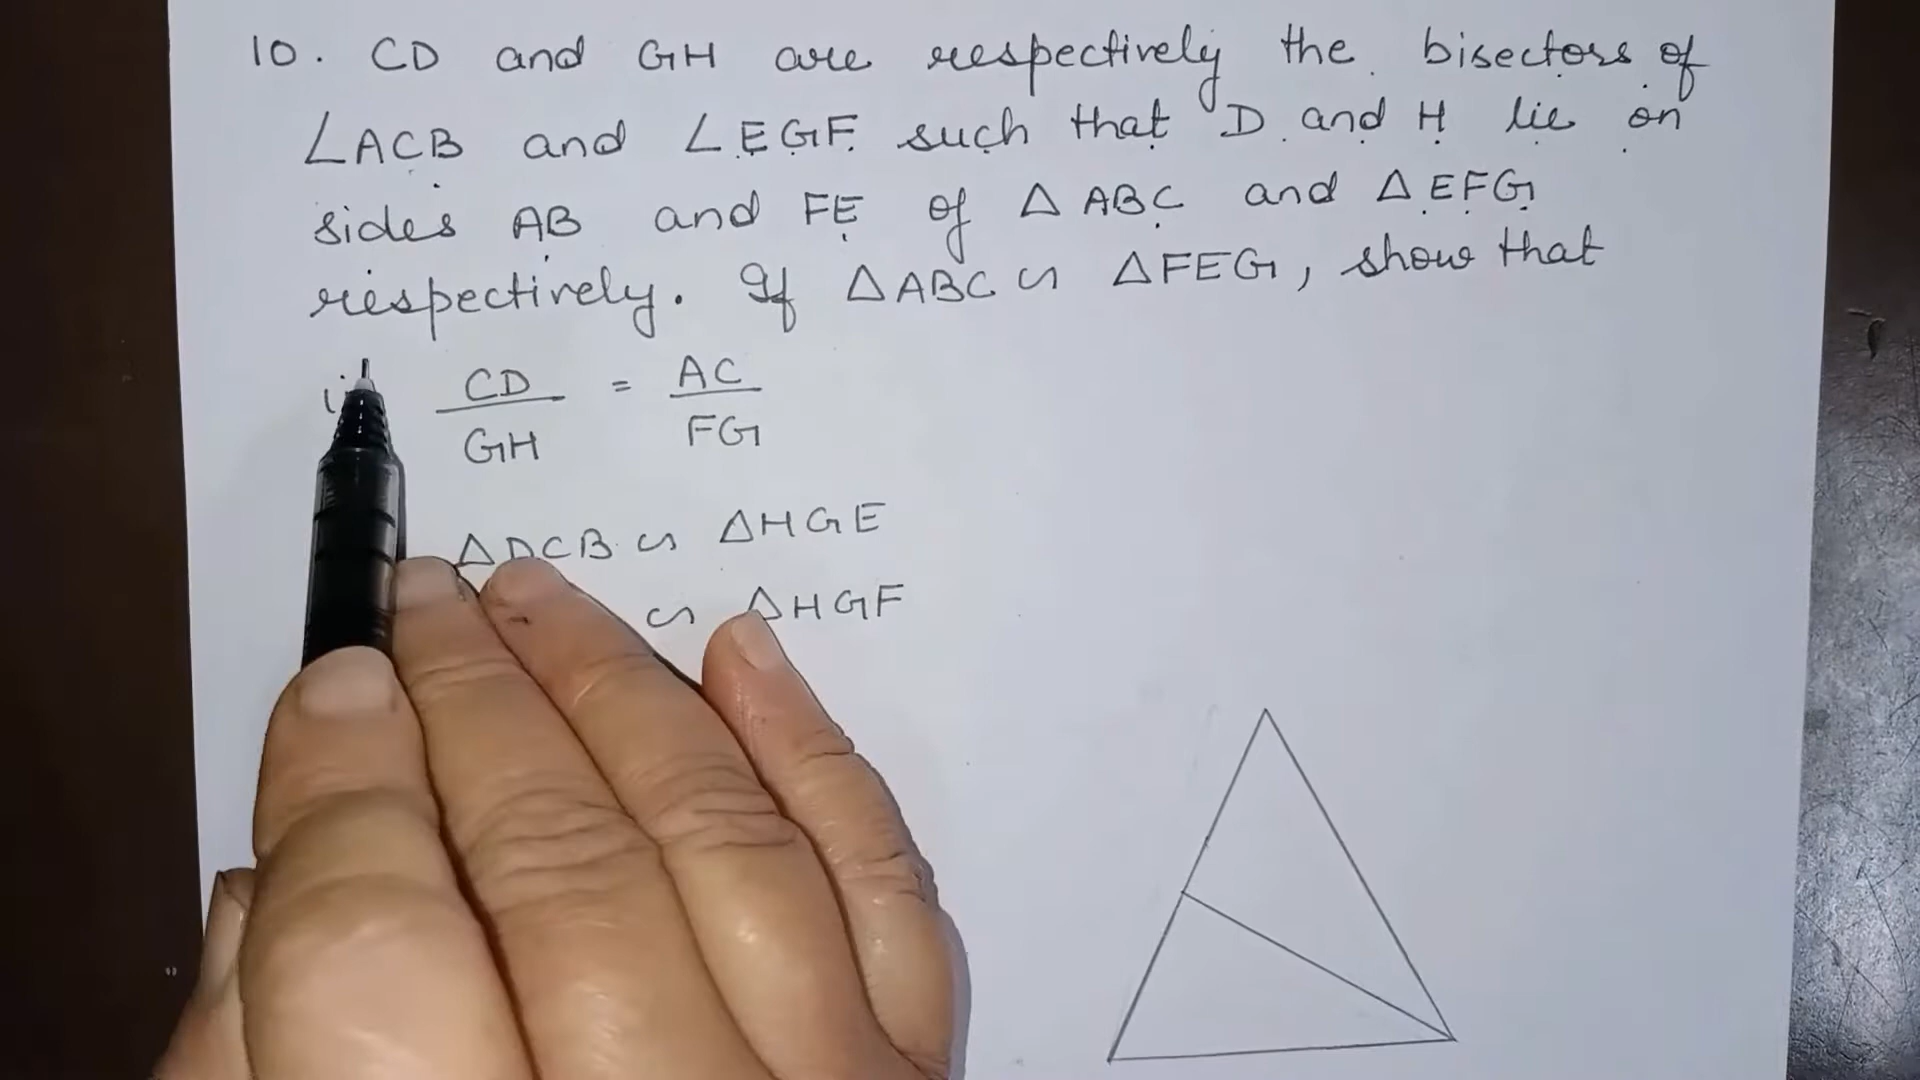 10. CD and GH are respectively the bisectors of
∠ACB and ∠EGF such that D and H lie on
sides AB and FE of △ABC and △EFG
respectively. If △ABC ∽ △FEG, show that
CD/GH = AC/FG
△DCB ∽ △HGE
∽ △HGF